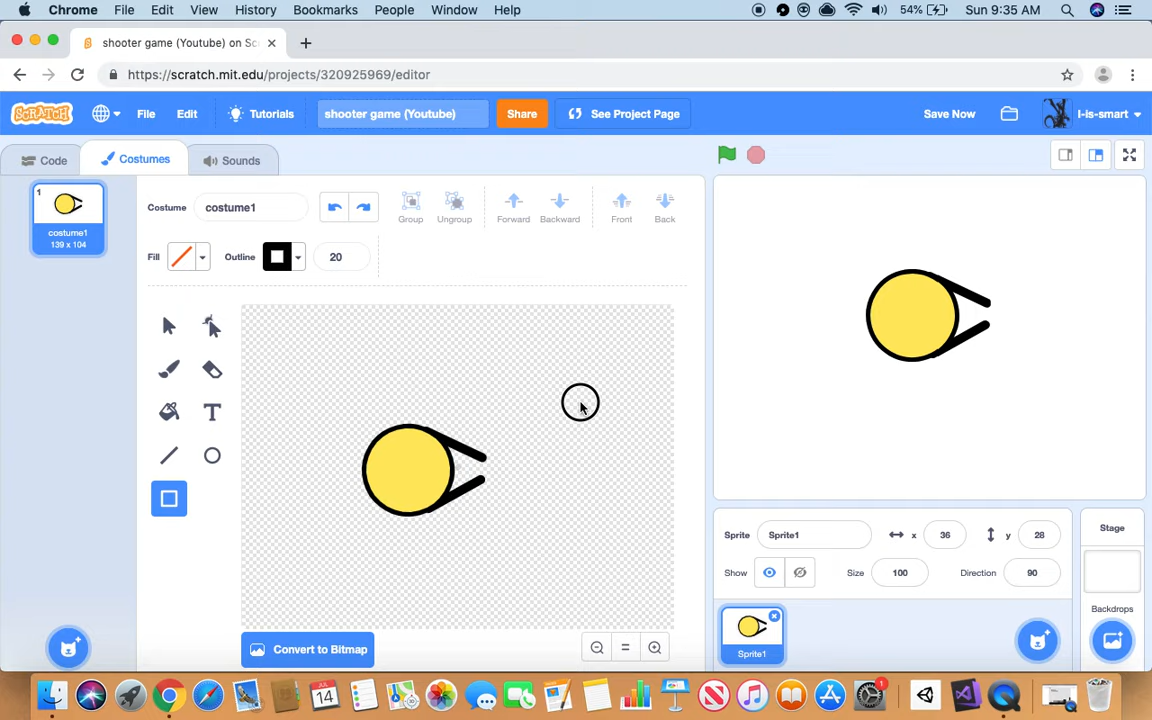 Chrome File Edit View History Bookmarks People Window Help 54% Sun 9:35 AM
shooter game (Youtube) on Sc
https://scratch.mit.edu/projects/320925969/editor
SCRATCH File Edit Tutorials shooter game (Youtube) Share See Project Page Save Now i-is-smart
Code Costumes Sounds
1
costume1
139 x 104
Costume costume1 Group Ungroup Forward Backward Front Back
Fill Outline 20
T
Convert to Bitmap
Sprite Sprite1 x 36 y 28
Show Size 100 Direction 90
Sprite1
Stage
Backdrops
14
1